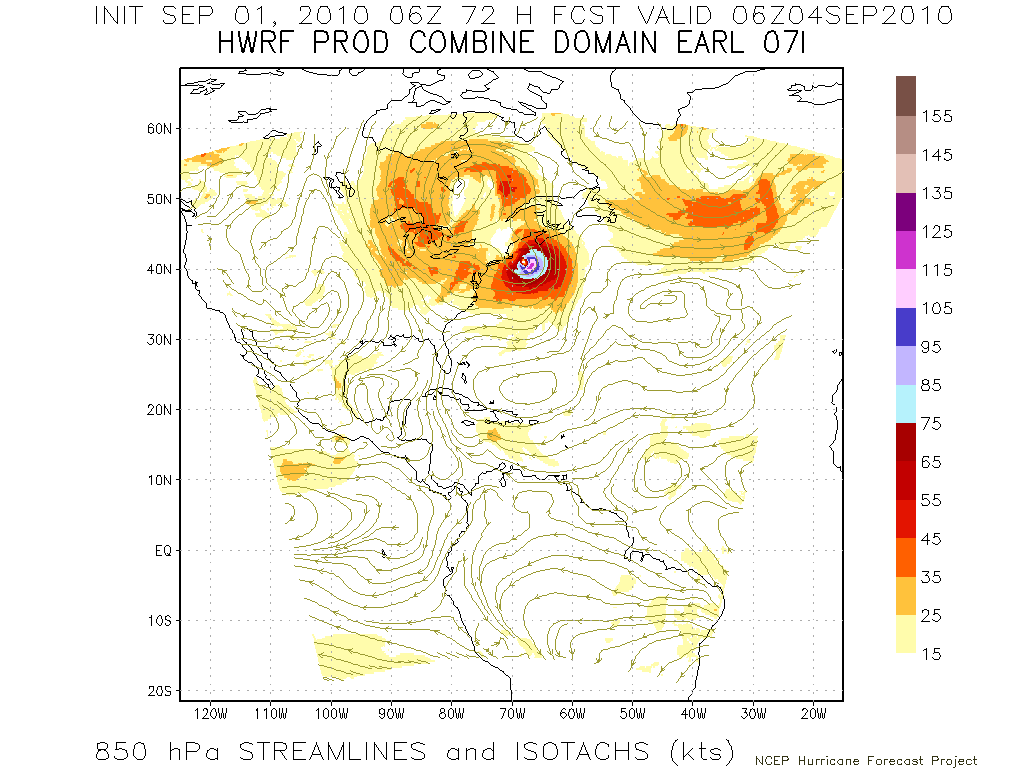 INIT SEP 01, 2010 06Z 72 H FCST VALID 06Z04SEP2010
HWRF PROD COMBINE DOMAIN EARL 07l
60N
50N
40N
30N
20N
10N
EQ
10S
20S
120W 110W 100W 90W 80W 70W 60W 50W 40W 30W 20W
155
145
135
125
115
105
95
85
75
65
55
45
35
25
15
850 hPa STREAMLINES and ISOTACHS (kts)
NCEP Hurricane Forecast Project